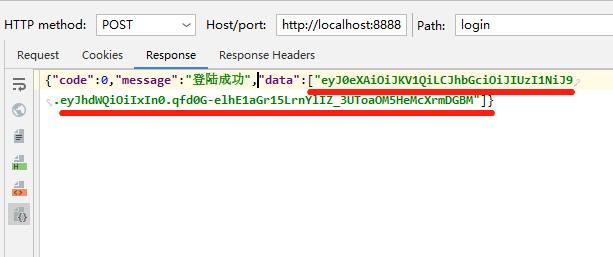 HTTP method: POST Host/port: http://localhost:8888 Path: login
Request Cookies Response Response Headers
{"code":0,"message":"登陆成功","data":["eyJ0eXAiOiJKV1QiLCJhbGciOiJIUzI1NiJ9
.eyJhdWQiOiIxIn0.qfd0G-elhE1aGr15LrnYlIZ_3UToaOM5HeMcXrmDGBM"]}